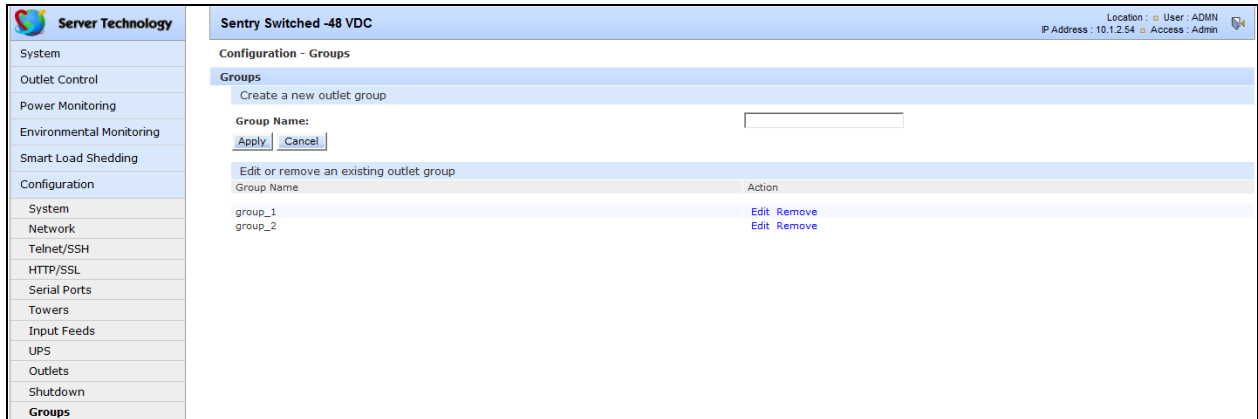 Server Technology
Sentry Switched -48 VDC
Location : User : ADMN
IP Address : 10.1.2.54 Access : Admin
System
Outlet Control
Power Monitoring
Environmental Monitoring
Smart Load Shedding
Configuration
System
Network
Telnet/SSH
HTTP/SSL
Serial Ports
Towers
Input Feeds
UPS
Outlets
Shutdown
Groups
Configuration - Groups
Groups
Create a new outlet group
Group Name:
Apply Cancel
Edit or remove an existing outlet group
Group Name Action
group_1 Edit Remove
group_2 Edit Remove